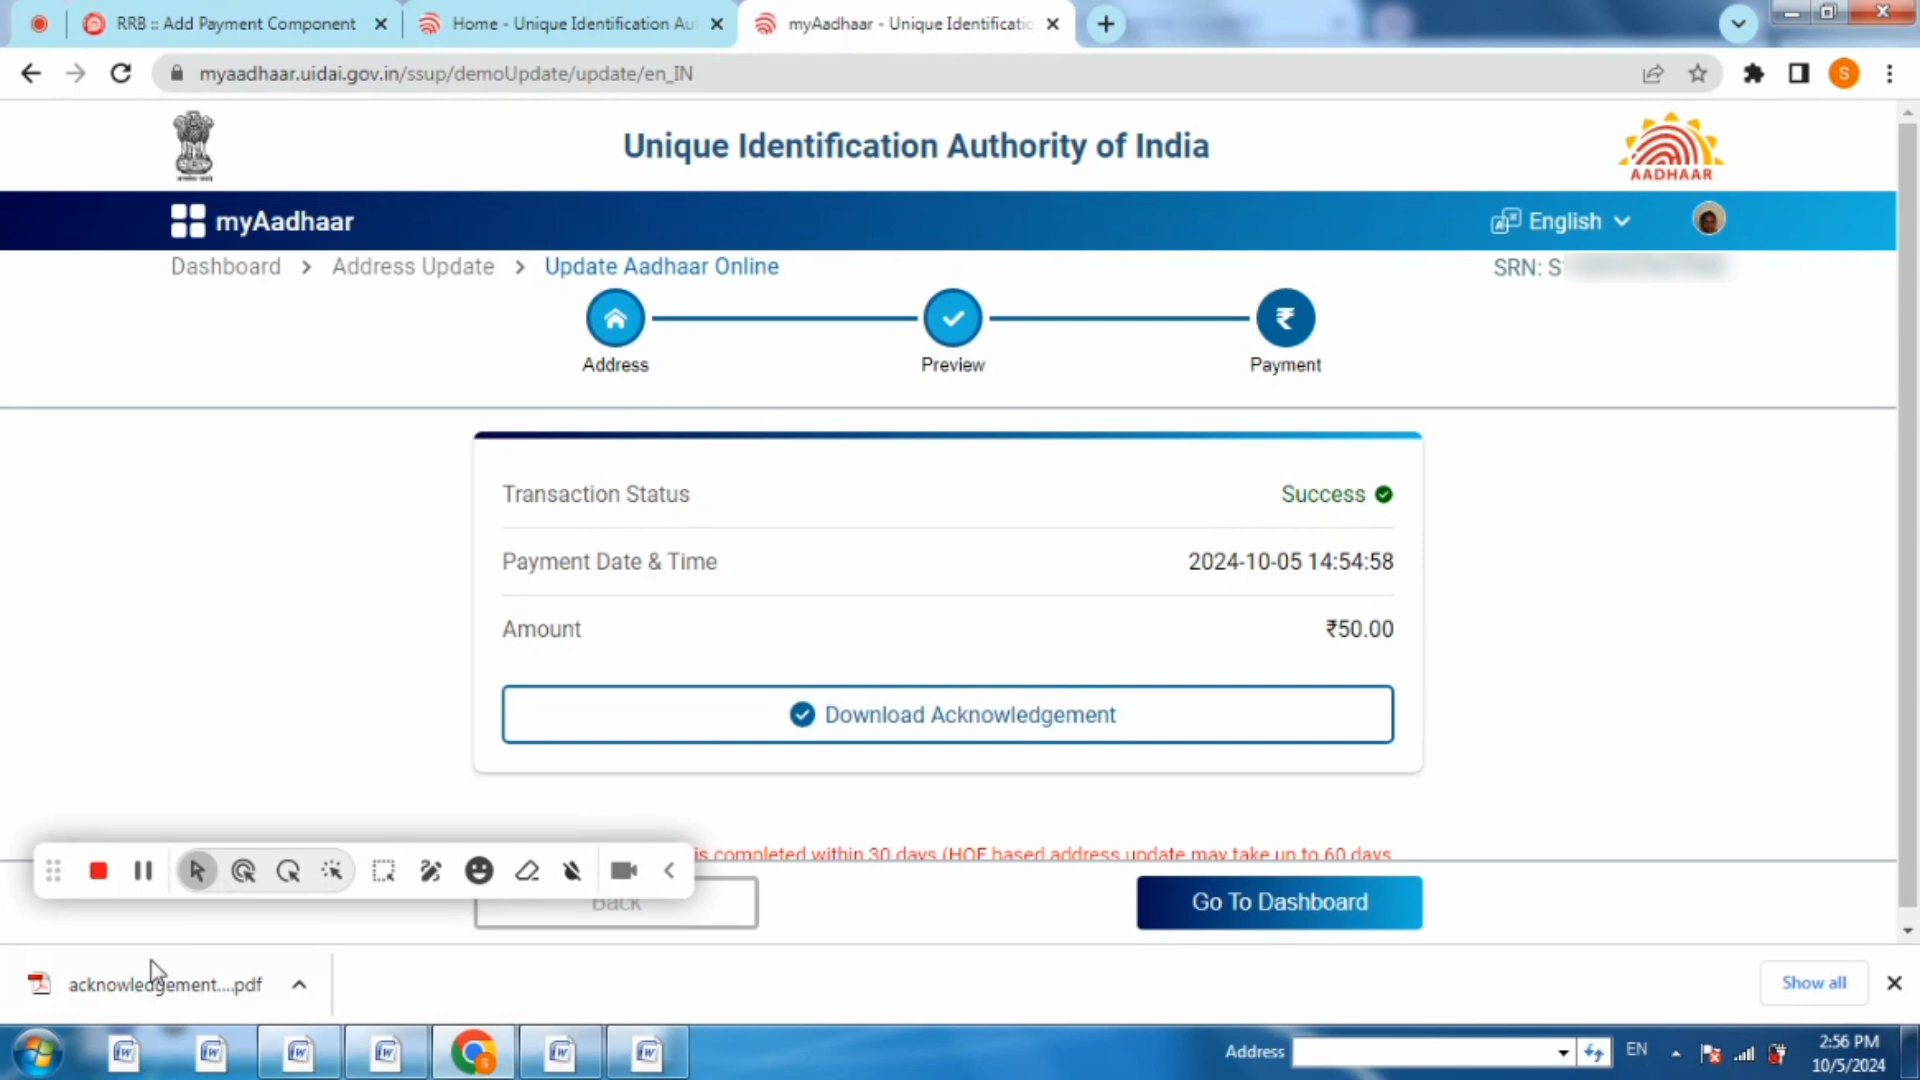 RRB :: Add Payment Component
Home - Unique Identification Au
myAadhaar - Unique Identificatio
myaadhaar.uidai.gov.in/ssup/demoUpdate/update/en_IN
S
Unique Identification Authority of India
AADHAAR
myAadhaar
English
Dashboard > Address Update > Update Aadhaar Online
SRN: S
Address
Preview
₹
Payment
Transaction Status
Success
Payment Date & Time
2024-10-05 14:54:58
Amount
₹50.00
Download Acknowledgement
is completed within 30 days (HOF based address update may take up to 60 days
Back
Go To Dashboard
acknowledgement....pdf
Show all
Address
EN
2:56 PM
10/5/2024